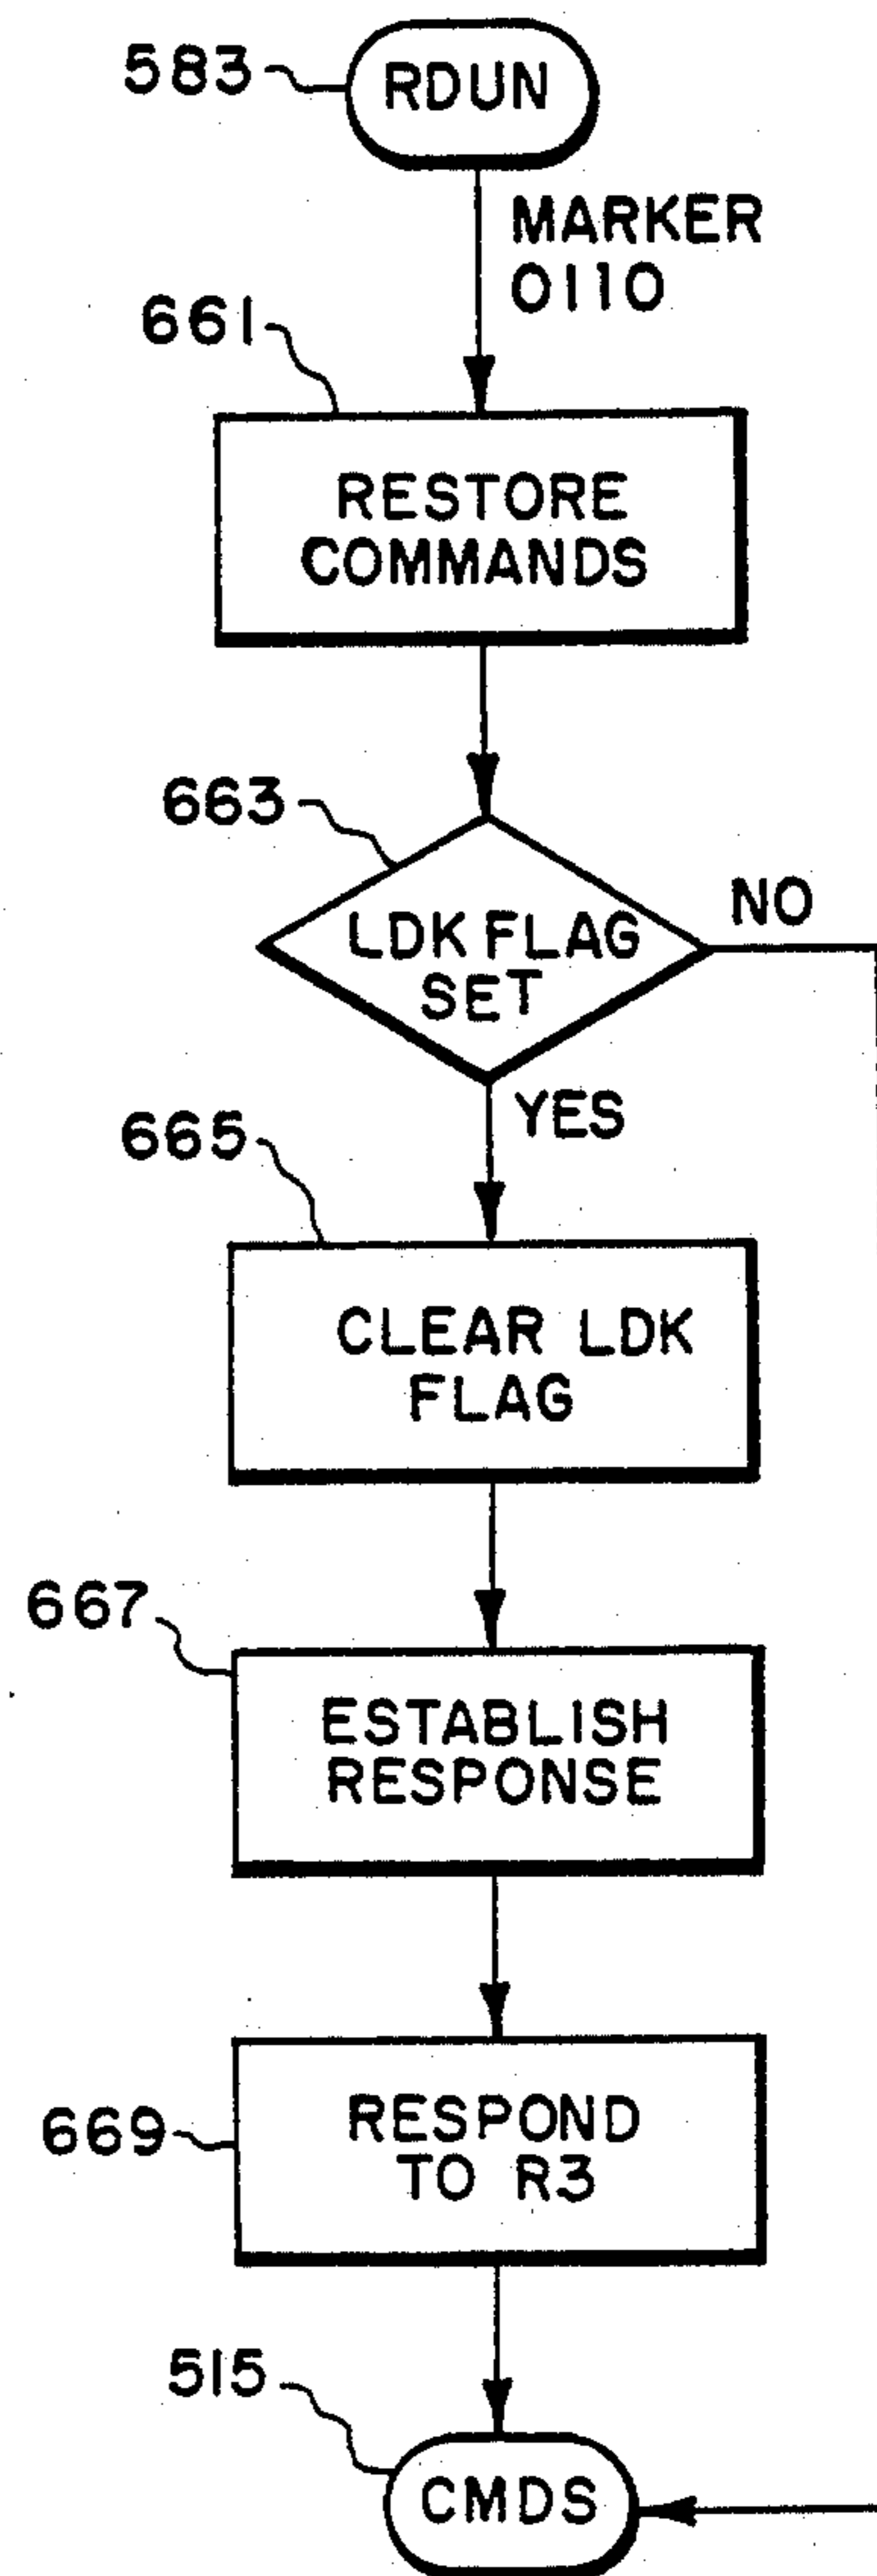 583
RDUN
MARKER
0110
661
RESTORE
COMMANDS
663
LDK FLAG
SET
NO
YES
665
CLEAR LDK
FLAG
667
ESTABLISH
RESPONSE
669
RESPOND
TO R3
515
CMDS